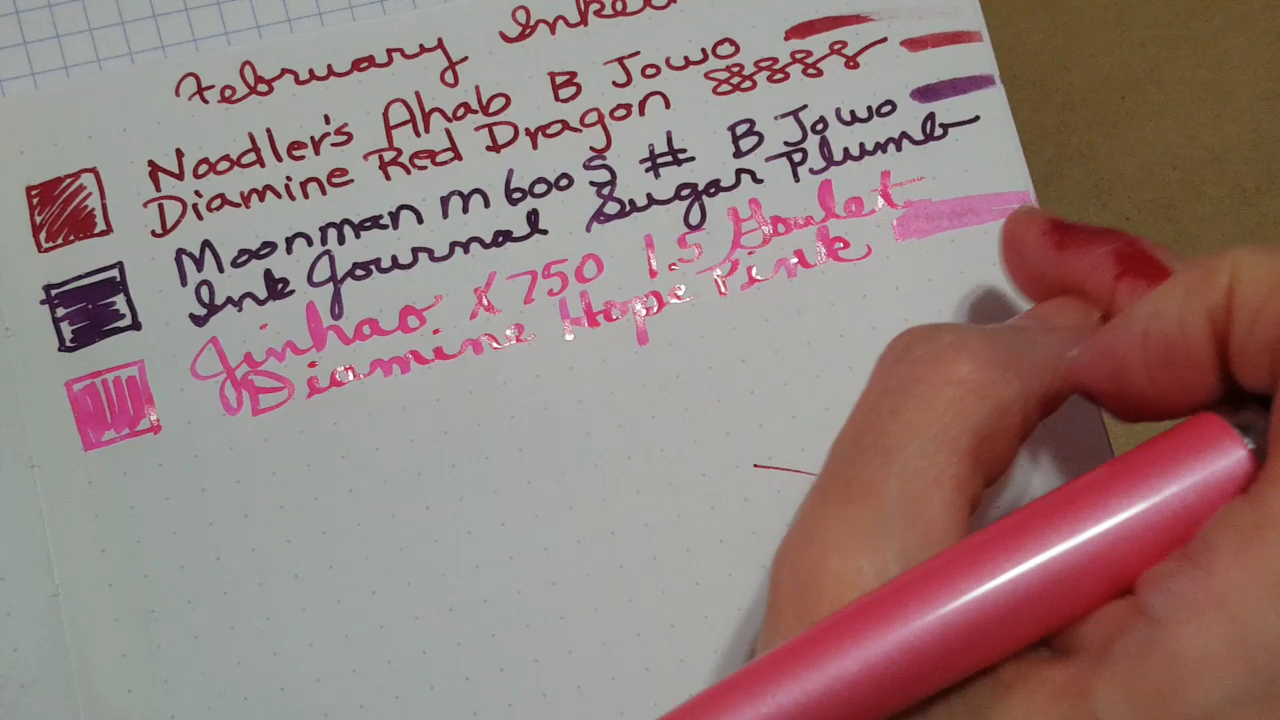 February Inked
Noodler's Ahab B Jowo
Diamine Red Dragon
Moonman M600S # B Jowo
Ink Journal Sugar Plumb
Jinhao X750 1.5 Goulet
Diamine Hope Pink